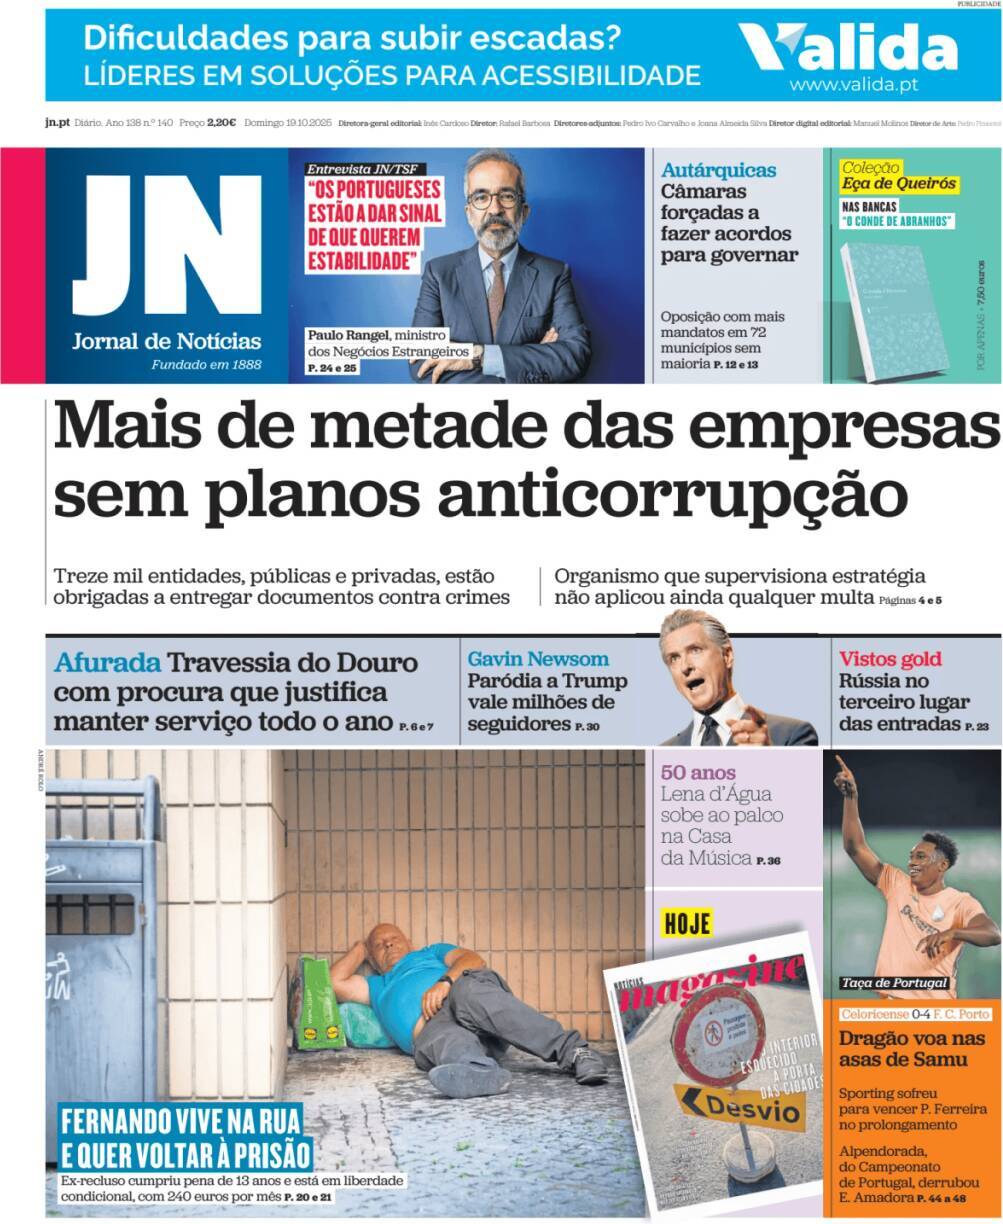 PUBLICIDADE
Dificuldades para subir escadas?
LÍDERES EM SOLUÇÕES PARA ACESSIBILIDADE
Valida
www.valida.pt
jn.pt Diário. Ano 138 n.º 140 Preço 2,20€ Domingo 19.10.2025 Diretora-geral editorial: Inês Cardoso Diretor: Rafael Barbosa Diretores-adjuntos: Pedro Ivo Carvalho e Joana Almeida Silva Diretor digital editorial: Manuel Molinos Diretor de Arte: Pedro Pimentel
JN
Jornal de Notícias
Fundado em 1888
Entrevista JN/TSF
“OS PORTUGUESES
ESTÃO A DAR SINAL
DE QUE QUEREM
ESTABILIDADE”
Paulo Rangel, ministro
dos Negócios Estrangeiros
P. 24 e 25
Autárquicas
Câmaras
forçadas a
fazer acordos
para governar
Oposição com mais
mandatos em 72
municípios sem
maioria P. 12 e 13
Coleção
Eça de Queirós
NAS BANCAS
“O CONDE DE ABRANHOS”
POR APENAS • 7,50 euros
Mais de metade das empresas
sem planos anticorrupção
Treze mil entidades, públicas e privadas, estão
obrigadas a entregar documentos contra crimes
Organismo que supervisiona estratégia
não aplicou ainda qualquer multa Páginas 4 e 5
Afurada Travessia do Douro
com procura que justifica
manter serviço todo o ano P. 6 e 7
Gavin Newsom
Paródia a Trump
vale milhões de
seguidores P. 30
Vistos gold
Rússia no
terceiro lugar
das entradas P. 23
ANDRÉ ROLO
LIDL
FERNANDO VIVE NA RUA
E QUER VOLTAR À PRISÃO
Ex-recluso cumpriu pena de 13 anos e está em liberdade
condicional, com 240 euros por mês P. 20 e 21
50 anos
Lena d’Água
sobe ao palco
na Casa
da Música P. 36
HOJE
NOTÍCIAS
magazine
Passagem
proibida
a peões
O INTERIOR
ESQUECIDO
À PORTA
DAS CIDADES
Desvio
Taça de Portugal
Celoricense 0-4 F. C. Porto
Dragão voa nas
asas de Samu
Sporting sofreu
para vencer P. Ferreira
no prolongamento
Alpendorada,
do Campeonato
de Portugal, derrubou
E. Amadora P. 44 a 48